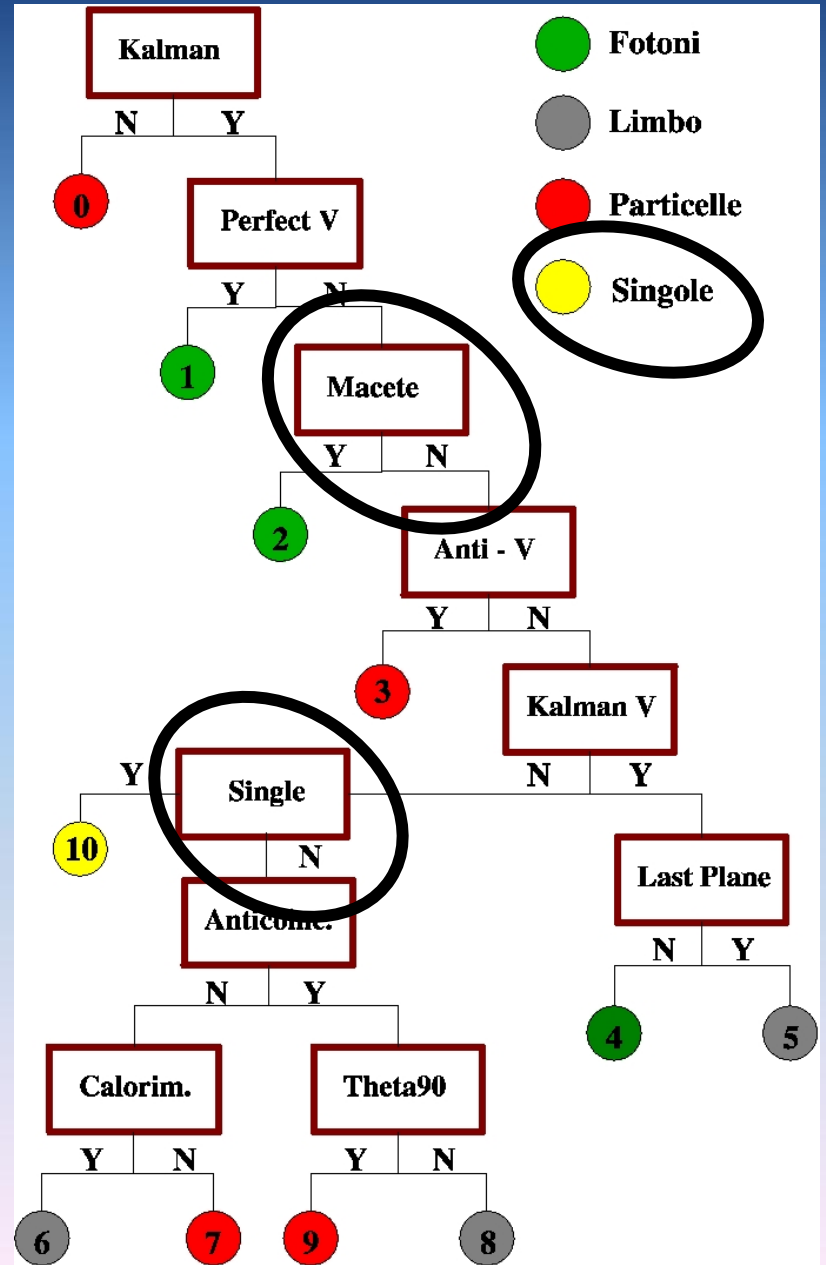 Kalman
Fotoni
N Y
Limbo
0
Particelle
Perfect V
Singole
Y N
1
Macete
Y N
2
Anti - V
Y N
3
Kalman V
N Y
Y
Single
10
N
Last Plane
Anticoinc.
N Y
N Y
4 5
Calorim.
Theta90
Y N
Y N
6 7 9 8